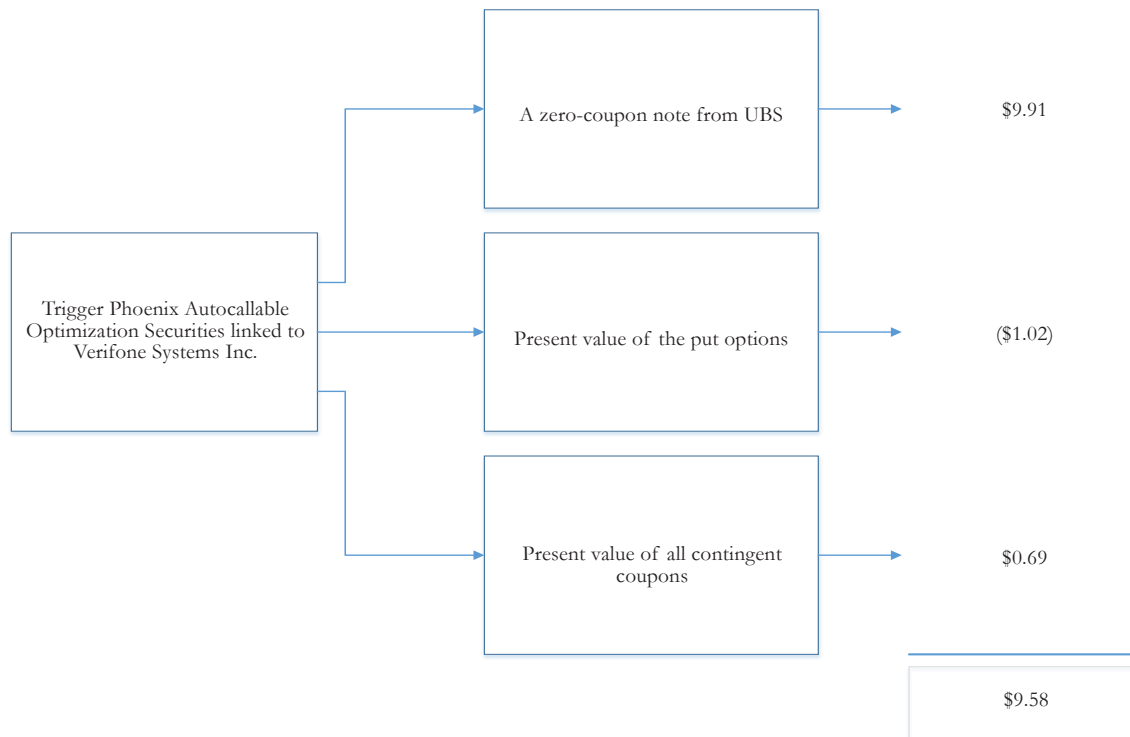 A zero-coupon note from UBS
$9.91
Trigger Phoenix Autocallable
Optimization Securities linked to
Verifone Systems Inc.
Present value of the put options
($1.02)
Present value of all contingent
coupons
$0.69
$9.58